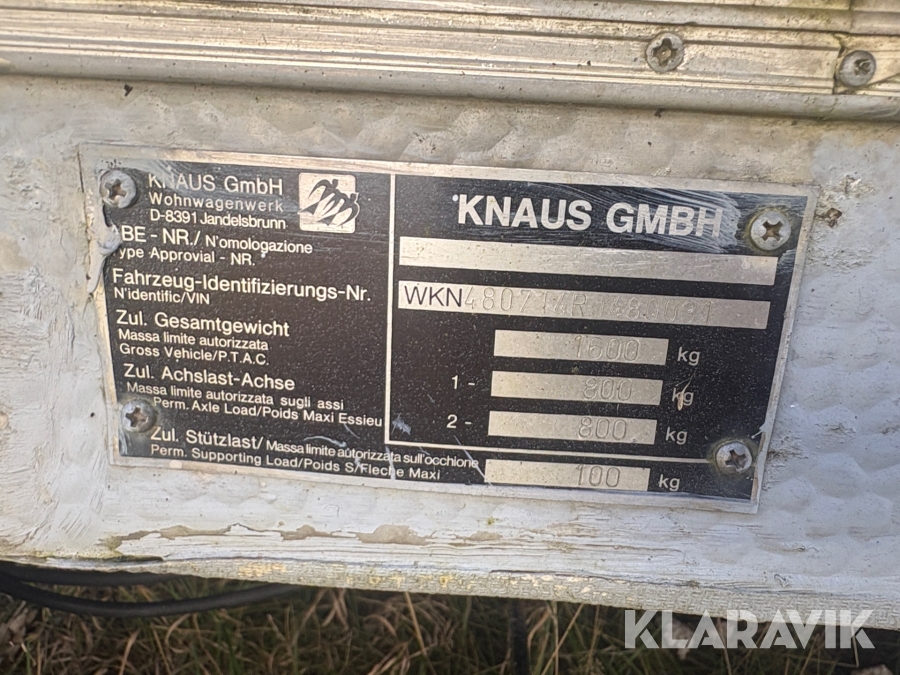 KNAUS GmbH
Wohnwagenwerk
D-8391 Jandelsbrunn
ABE - NR./ N'omologazione
Type Approvial - NR.
Fahrzeug-Identifizierungs-Nr.
N'identific/VIN
Zul. Gesamtgewicht
Massa limite autorizzata
Gross Vehicle/P.T.A.C.
Zul. Achslast-Achse
Massa limite autorizzata sugli assi
Perm. Axle Load/Poids Maxi Essieu
Zul. Stützlast/ Massa limite autorizzata sull'occhione
Perm. Supporting Load/Poids S/Fleche Maxi
KNAUS GMBH
WKN
1600 kg
1 - 800 kg
2 - 800 kg
100 kg
KLARAVIK